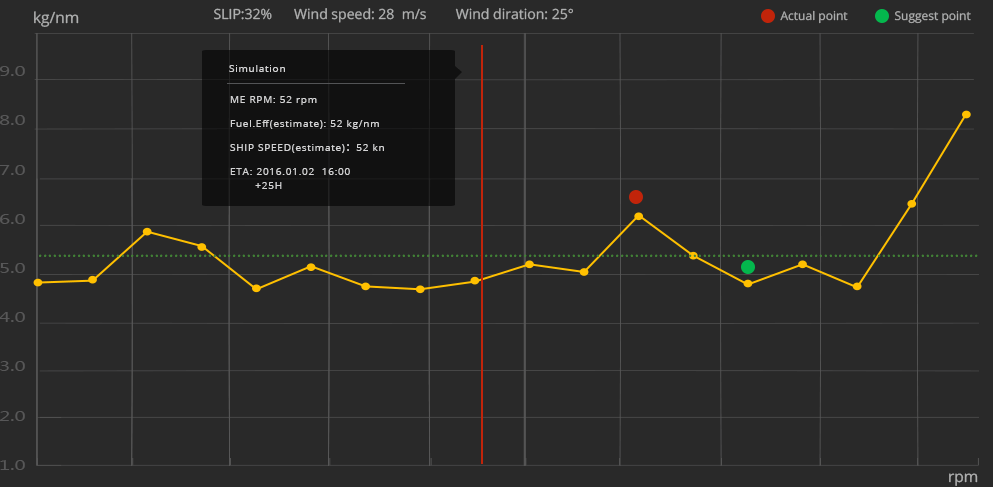 kg/nm
SLIP:32% Wind speed: 28 m/s Wind diration: 25°
Actual point
Suggest point
9.0
8.0
7.0
6.0
5.0
4.0
3.0
2.0
1.0
Simulation
ME RPM: 52 rpm
Fuel.Eff(estimate): 52 kg/nm
SHIP SPEED(estimate): 52 kn
ETA: 2016.01.02 16:00
+25H
rpm